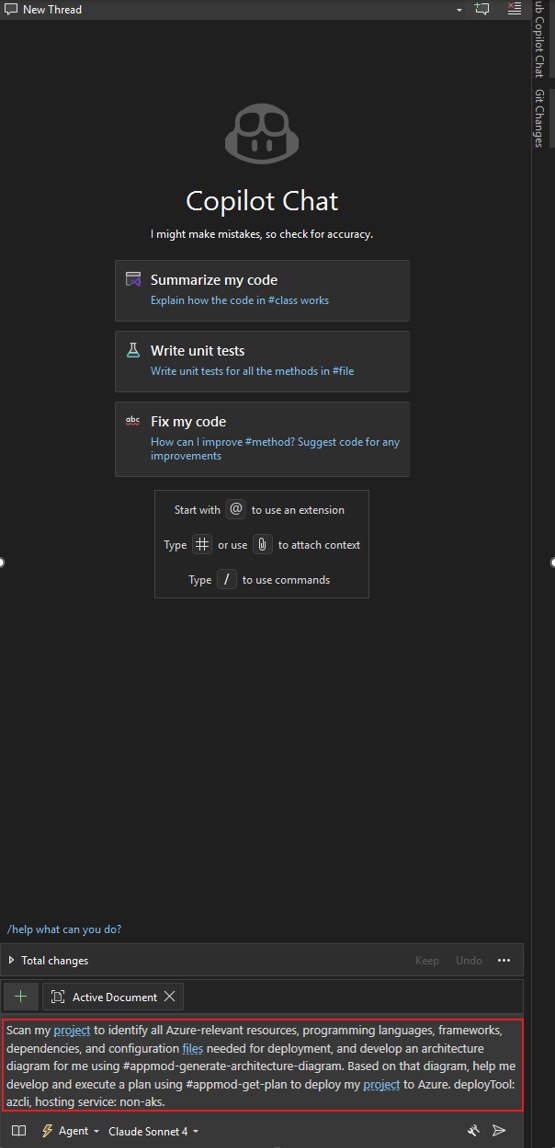 New Thread
ub Copilot Chat
Git Changes
Copilot Chat
I might make mistakes, so check for accuracy.
Summarize my code
Explain how the code in #class works
Write unit tests
Write unit tests for all the methods in #file
abc
Fix my code
How can I improve #method? Suggest code for any
improvements
Start with @ to use an extension
Type # or use to attach context
Type / to use commands
/help what can you do?
Total changes
Keep Undo ...
+ Active Document
Scan my project to identify all Azure-relevant resources, programming languages, frameworks,
dependencies, and configuration files needed for deployment, and develop an architecture
diagram for me using #appmod-generate-architecture-diagram. Based on that diagram, help me
develop and execute a plan using #appmod-get-plan to deploy my project to Azure. deployTool:
azcli, hosting service: non-aks.
Agent Claude Sonnet 4